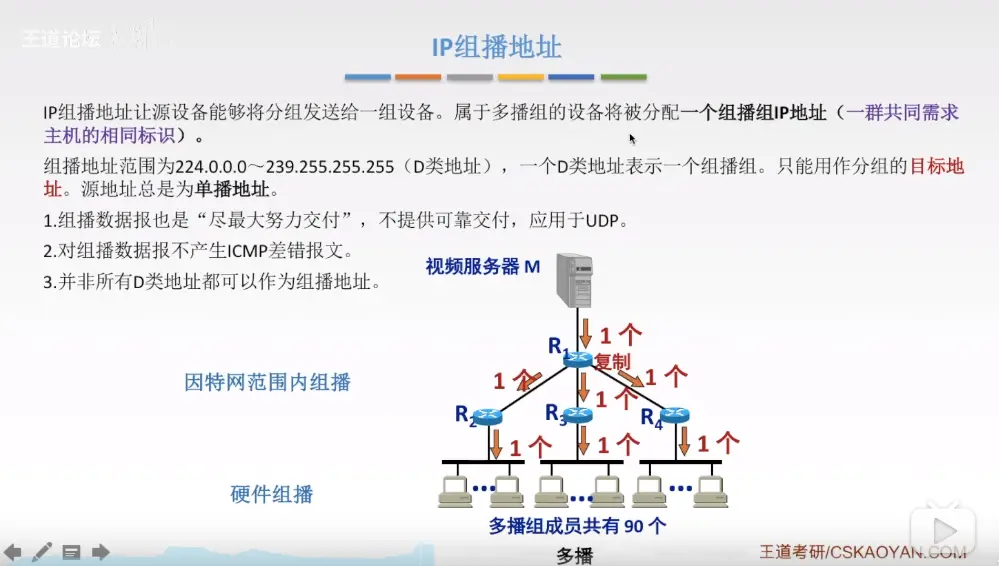 王道论坛
IP组播地址
IP组播地址让源设备能够将分组发送给一组设备。属于多播组的设备将被分配一个组播组IP地址（一群共同需求
主机的相同标识）。
组播地址范围为224.0.0.0～239.255.255.255（D类地址），一个D类地址表示一个组播组。只能用作分组的目标地
址。源地址总是为单播地址。
1.组播数据报也是“尽最大努力交付”，不提供可靠交付，应用于UDP。
2.对组播数据报不产生ICMP差错报文。
3.并非所有D类地址都可以作为组播地址。
视频服务器 M
1 个
R1
复制
因特网范围内组播
1 个
1 个
1 个
R2
R3
R4
1 个
1 个
1 个
硬件组播
多播组成员共有 90 个
多播
王道考研/CSKAOYAN.COM